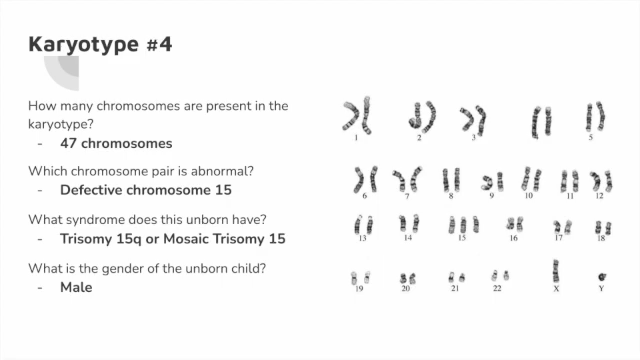 Karyotype #4
How many chromosomes are present in the
karyotype?
- 47 chromosomes
Which chromosome pair is abnormal?
- Defective chromosome 15
What syndrome does this unborn have?
- Trisomy 15q or Mosaic Trisomy 15
What is the gender of the unborn child?
- Male
1 2 3 4 5
6 7 8 9 10 11 12
13 14 15 16 17 18
19 20 21 22 X Y